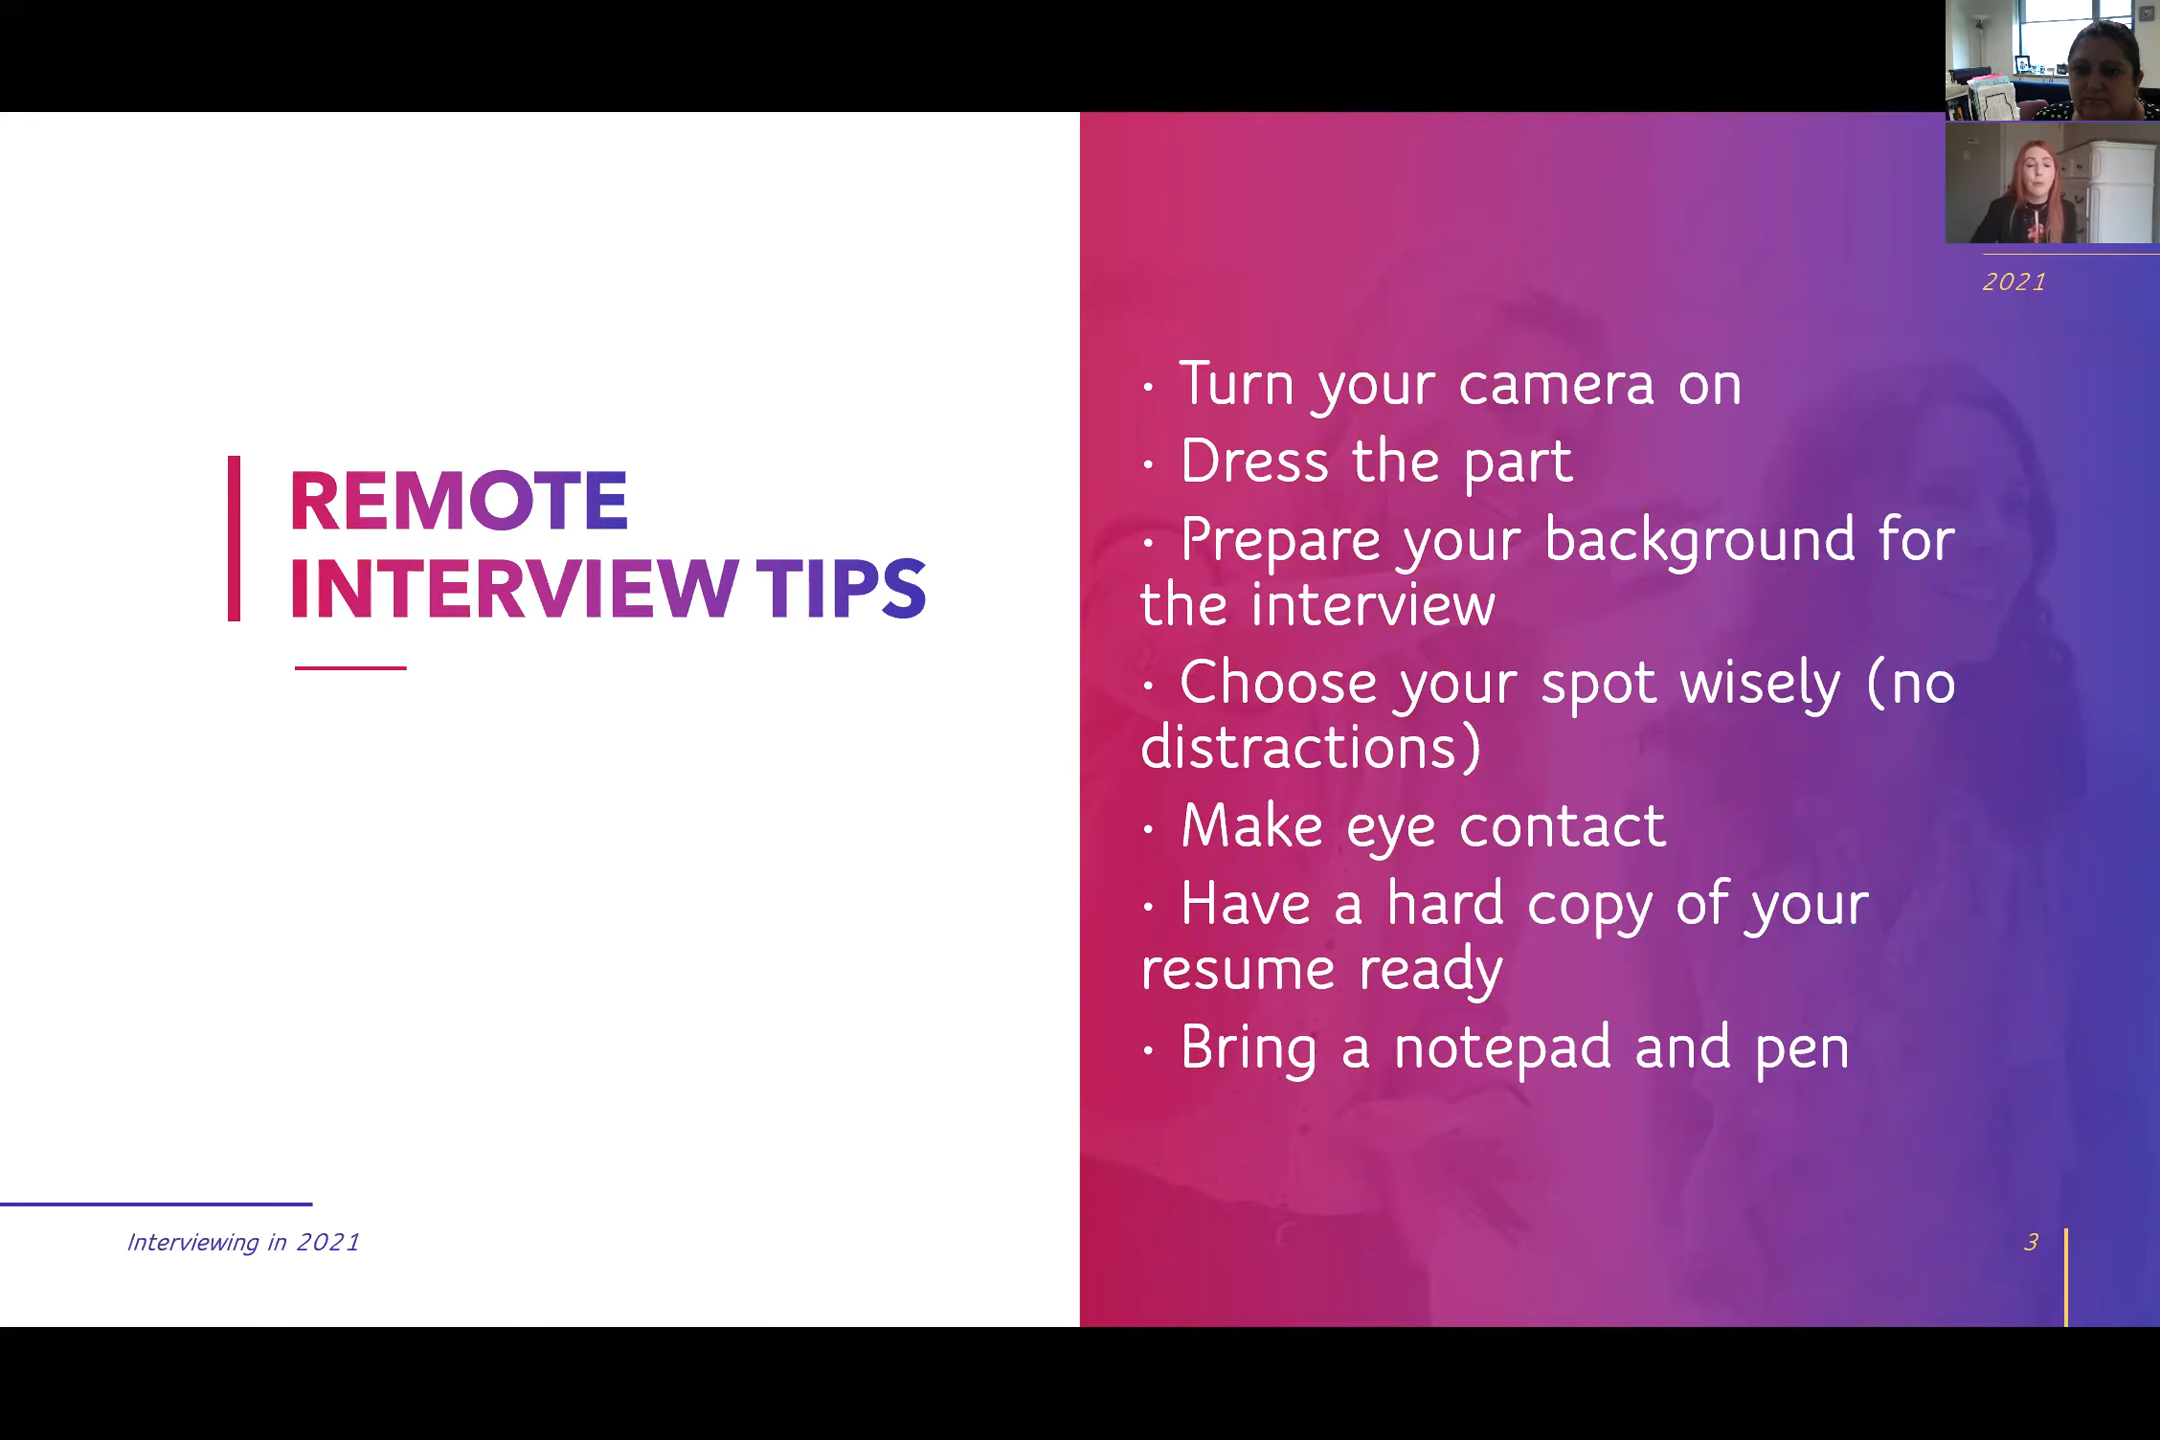 REMOTE
INTERVIEW TIPS
Interviewing in 2021
2021
· Turn your camera on
· Dress the part
· Prepare your background for
the interview
· Choose your spot wisely (no
distractions)
· Make eye contact
· Have a hard copy of your
resume ready
· Bring a notepad and pen
3